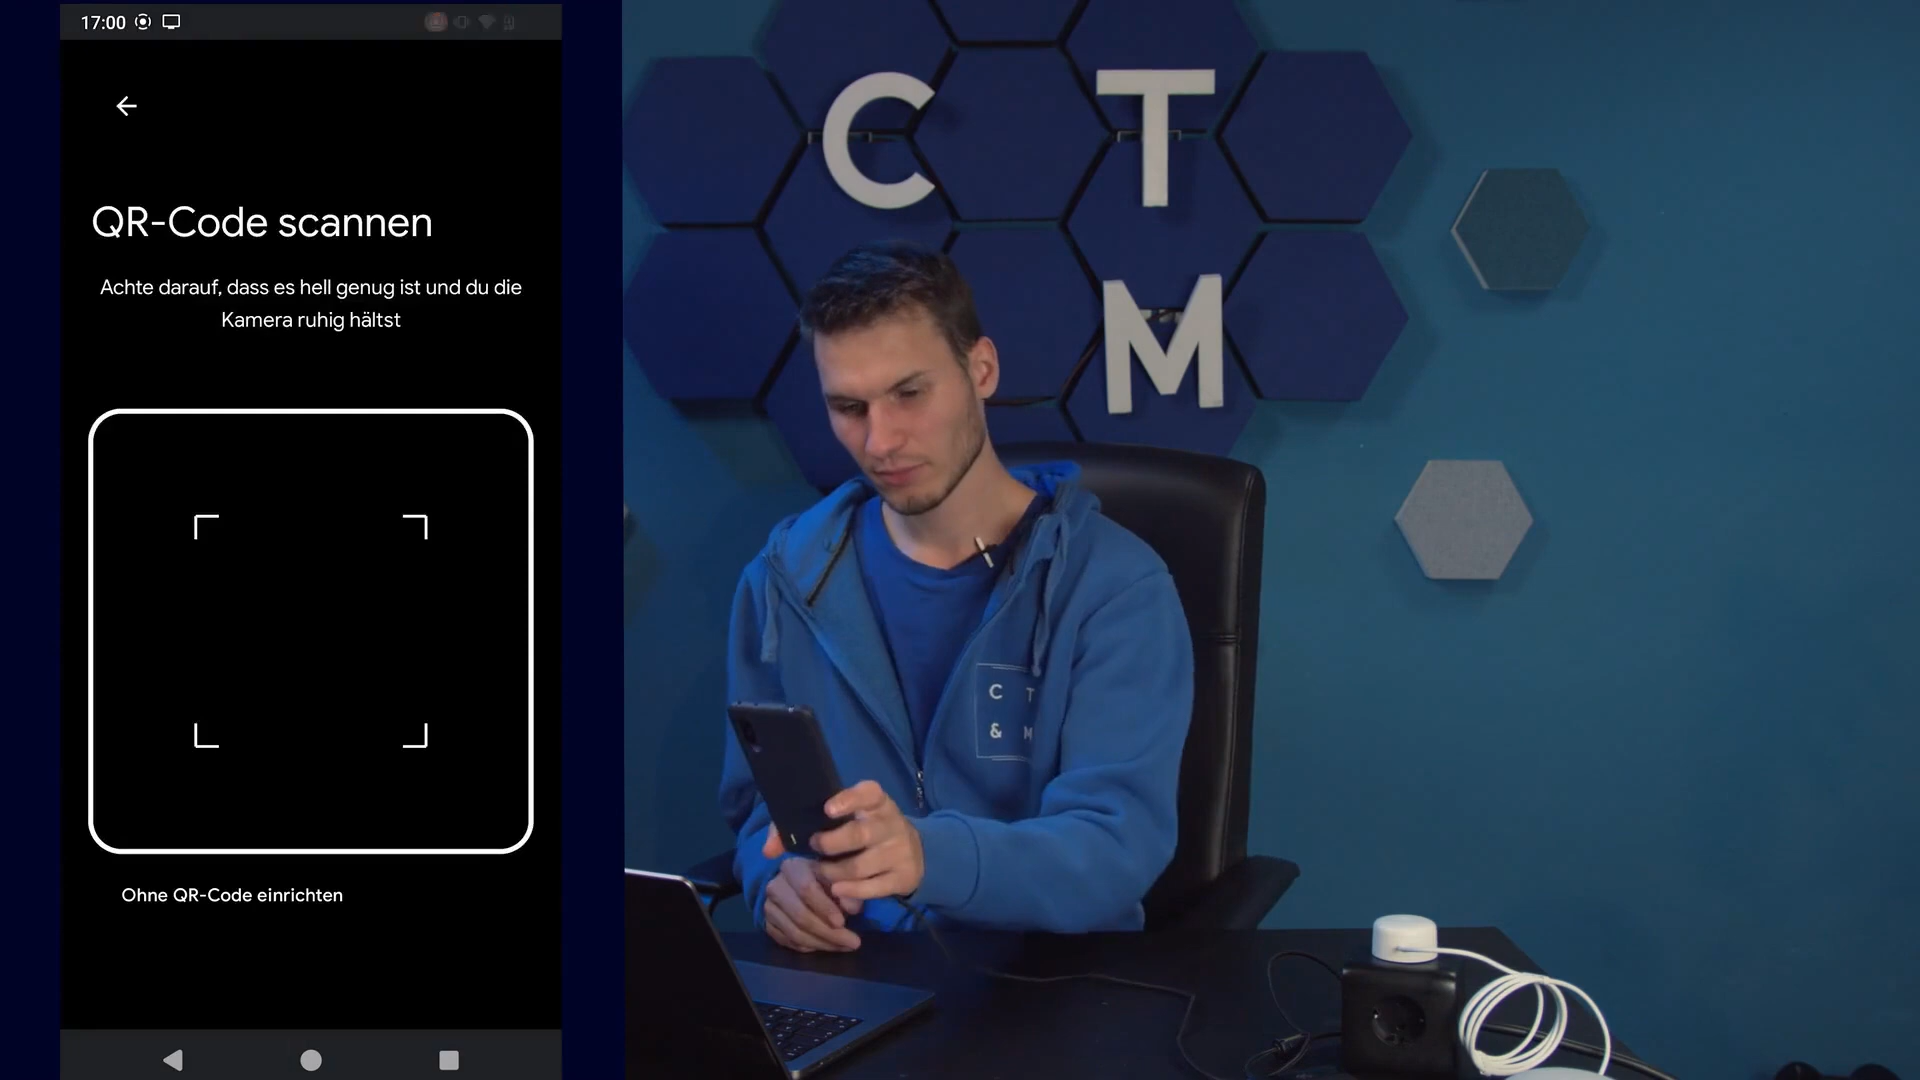 17:00
QR-Code scannen
Achte darauf, dass es hell genug ist und du die
Kamera ruhig hältst
Ohne QR-Code einrichten
C T
M
C T
& M